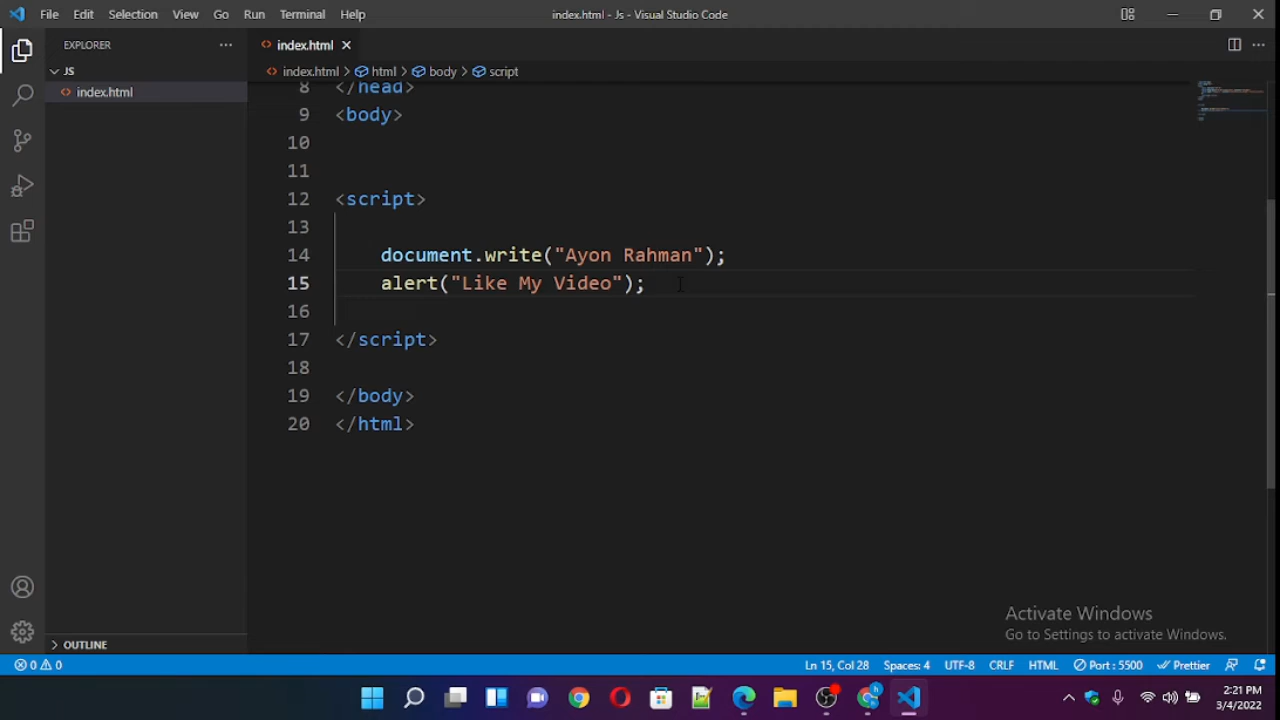 File Edit Selection View Go Run Terminal Help index.html - Js - Visual Studio Code
EXPLORER ···
JS
index.html
index.html
index.html > html > body > script
8 </head>
9 <body>
10
11
12 <script>
13
14 document.write("Ayon Rahman");
15 alert("Like My Video");
16
17 </script>
18
19 </body>
20 </html>
OUTLINE
Activate Windows
Go to Settings to activate Windows.
0 0 Ln 15, Col 28 Spaces: 4 UTF-8 CRLF HTML Port : 5500 Prettier
2:21 PM
3/4/2022